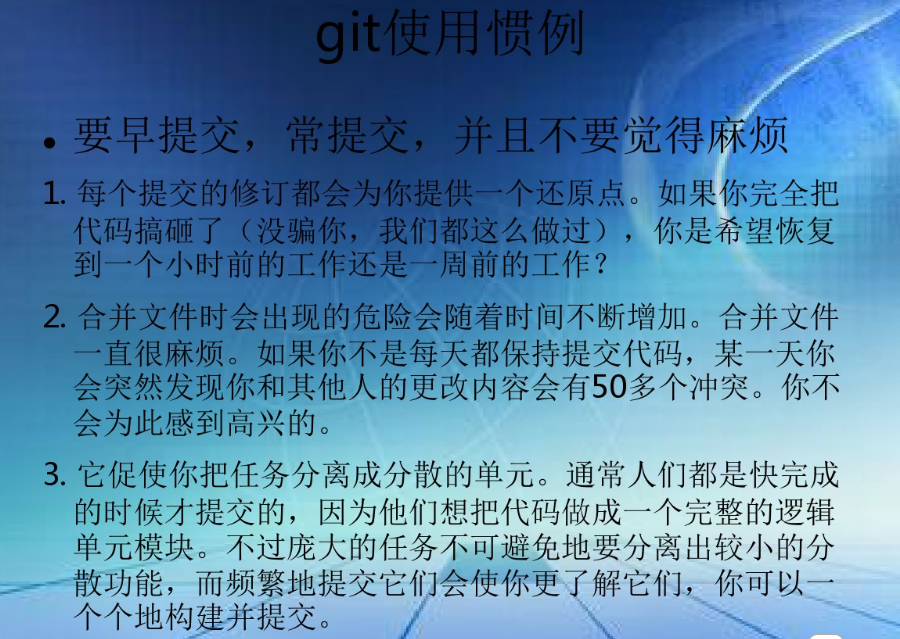 git使用惯例
• 要早提交，常提交，并且不要觉得麻烦
1. 每个提交的修订都会为你提供一个还原点。如果你完全把
代码搞砸了（没骗你，我们都这么做过），你是希望恢复
到一个小时前的工作还是一周前的工作？
2. 合并文件时会出现的危险会随着时间不断增加。合并文件
一直很麻烦。如果你不是每天都保持提交代码，某一天你
会突然发现你和其他人的更改内容会有50多个冲突。你不
会为此感到高兴的。
3. 它促使你把任务分离成分散的单元。通常人们都是快完成
的时候才提交的，因为他们想把代码做成一个完整的逻辑
单元模块。不过庞大的任务不可避免地要分离出较小的分
散功能，而频繁地提交它们会使你更了解它们，你可以一
个个地构建并提交。